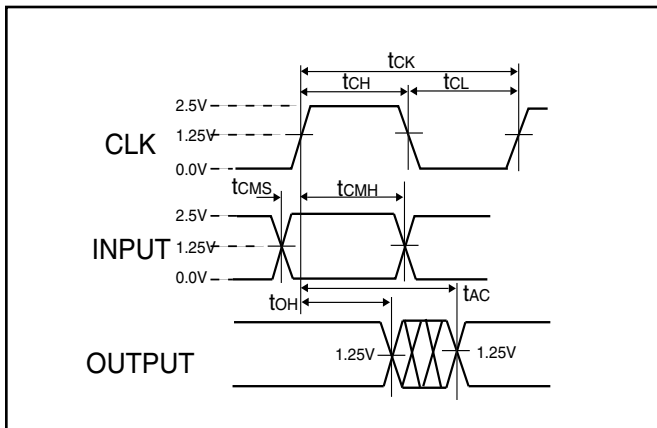 tCK
tCH tCL
2.5V
CLK 1.25V
0.0V
tCMS tCMH
2.5V
INPUT 1.25V
0.0V
tOH tAC
1.25V 1.25V
OUTPUT